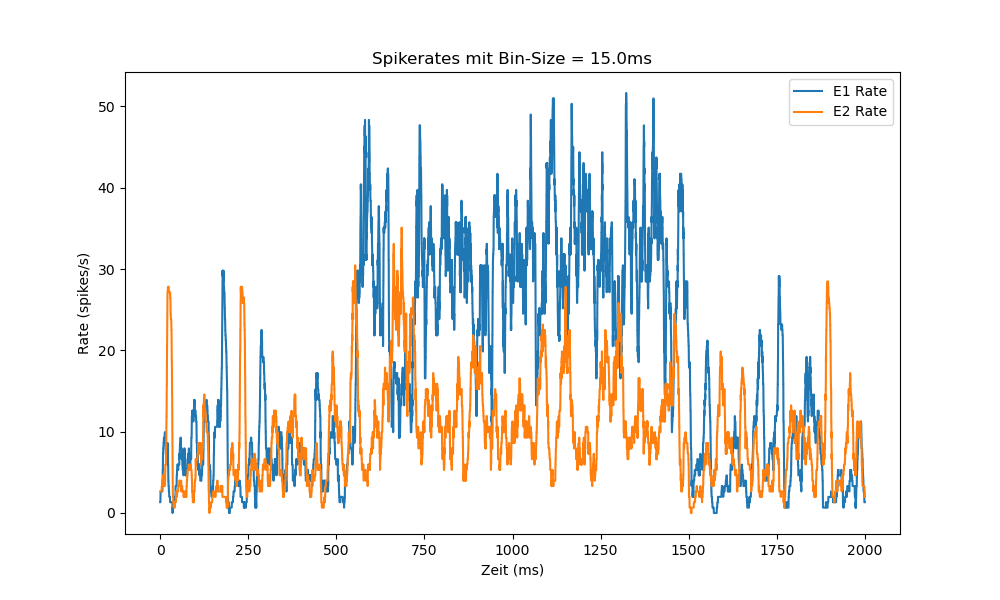 Spikerates mit Bin-Size = 15.0ms
E1 Rate
E2 Rate
50
40
30
20
10
0
Rate (spikes/s)
0 250 500 750 1000 1250 1500 1750 2000
Zeit (ms)